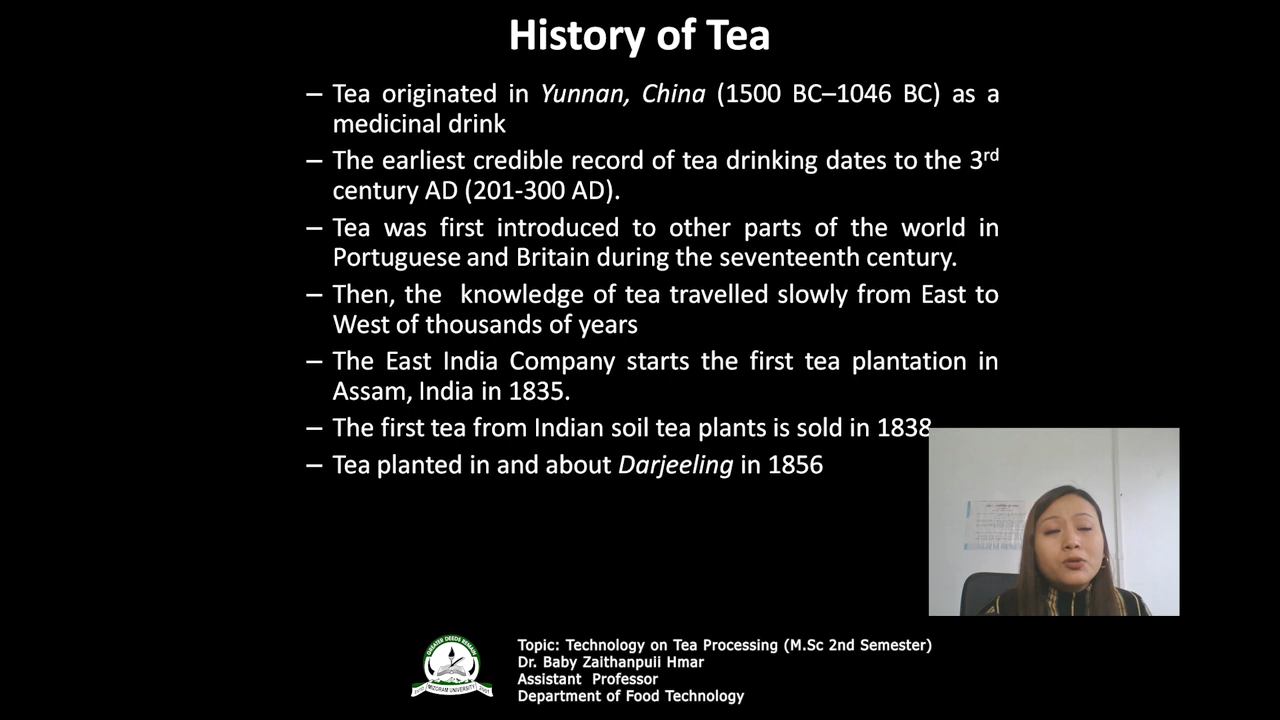 History of Tea
– Tea originated in Yunnan, China (1500 BC–1046 BC) as a
medicinal drink
– The earliest credible record of tea drinking dates to the 3rd
century AD (201-300 AD).
– Tea was first introduced to other parts of the world in
Portuguese and Britain during the seventeenth century.
– Then, the knowledge of tea travelled slowly from East to
West of thousands of years
– The East India Company starts the first tea plantation in
Assam, India in 1835.
– The first tea from Indian soil tea plants is sold in 1838
– Tea planted in and about Darjeeling in 1856
GREATER DEEDS REMAIN
MIZORAM UNIVERSITY
Topic: Technology on Tea Processing (M.Sc 2nd Semester)
Dr. Baby Zaithanpuii Hmar
Assistant Professor
Department of Food Technology